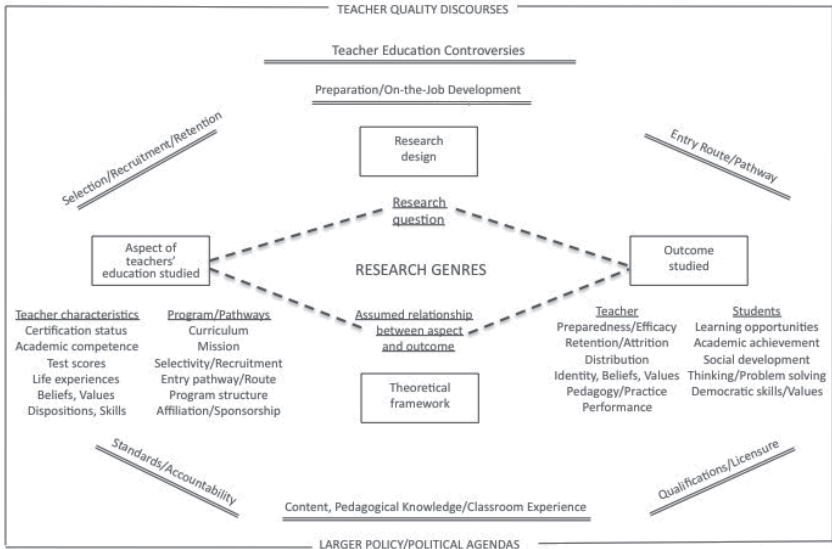 TEACHER QUALITY DISCOURSES
Teacher Education Controversies
Preparation/On-the-Job Development
Selection/Recruitment/Retention
Entry Route/Pathway
Research
design
Research
question
Aspect of
teachers'
education studied
RESEARCH GENRES
Outcome
studied
Assumed relationship
between aspect
and outcome
Theoretical
framework
Teacher characteristics
Certification status
Academic competence
Test scores
Life experiences
Beliefs, Values
Dispositions, Skills
Program/Pathways
Curriculum
Mission
Selectivity/Recruitment
Entry pathway/Route
Program structure
Affiliation/Sponsorship
Teacher
Preparedness/Efficacy
Retention/Attrition
Distribution
Identity, Beliefs, Values
Pedagogy/Practice
Performance
Students
Learning opportunities
Academic achievement
Social development
Thinking/Problem solving
Democratic skills/Values
Standards/Accountability
Content, Pedagogical Knowledge/Classroom Experience
Qualifications/Licensure
LARGER POLICY/POLITICAL AGENDAS